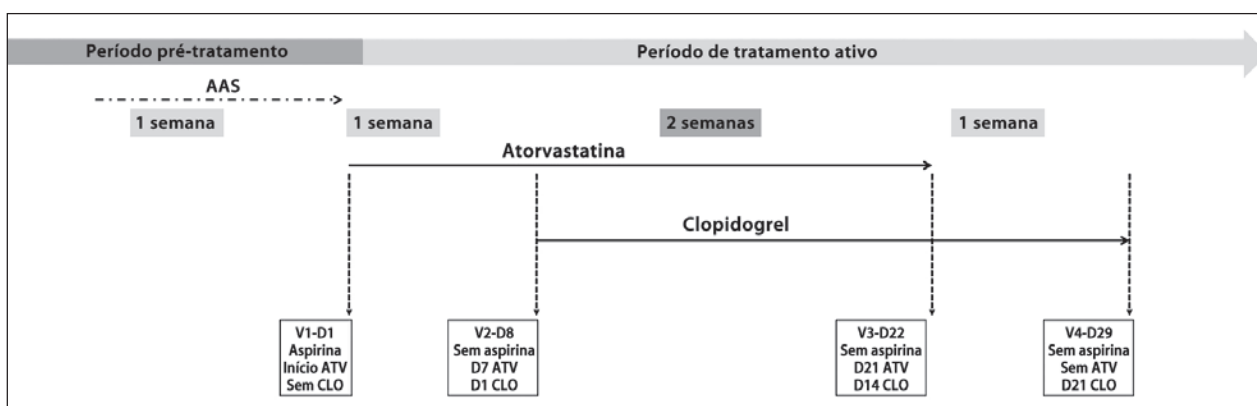 Período pré-tratamento
Período de tratamento ativo
AAS
1 semana
1 semana
2 semanas
1 semana
Atorvastatina
Clopidogrel
V1-D1
Aspirina
Início ATV
Sem CLO
V2-D8
Sem aspirina
D7 ATV
D1 CLO
V3-D22
Sem aspirina
D21 ATV
D14 CLO
V4-D29
Sem aspirina
Sem ATV
D21 CLO